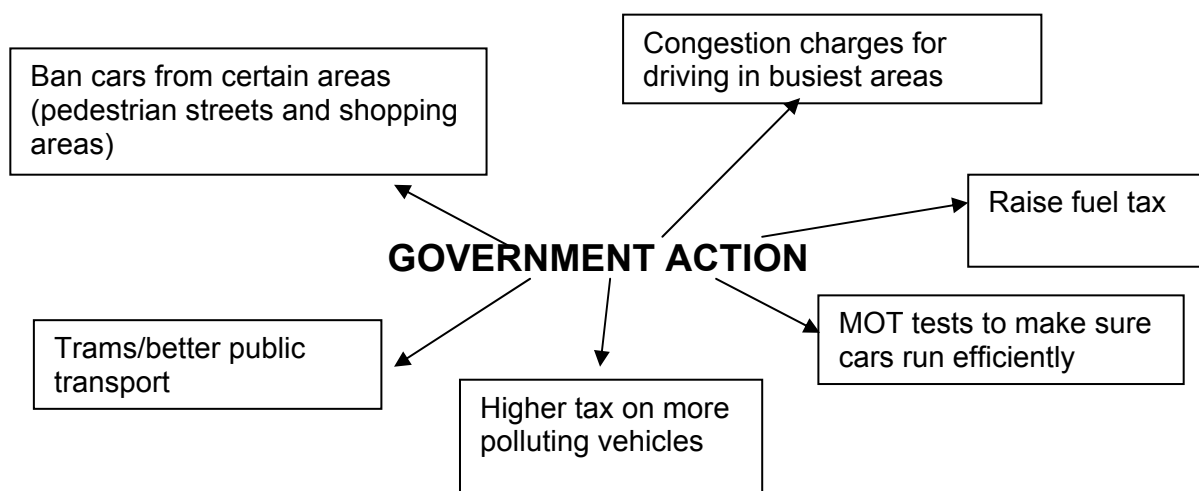 Congestion charges for
driving in busiest areas
Ban cars from certain areas
(pedestrian streets and shopping
areas)
Raise fuel tax
GOVERNMENT ACTION
MOT tests to make sure
cars run efficiently
Trams/better public
transport
Higher tax on more
polluting vehicles